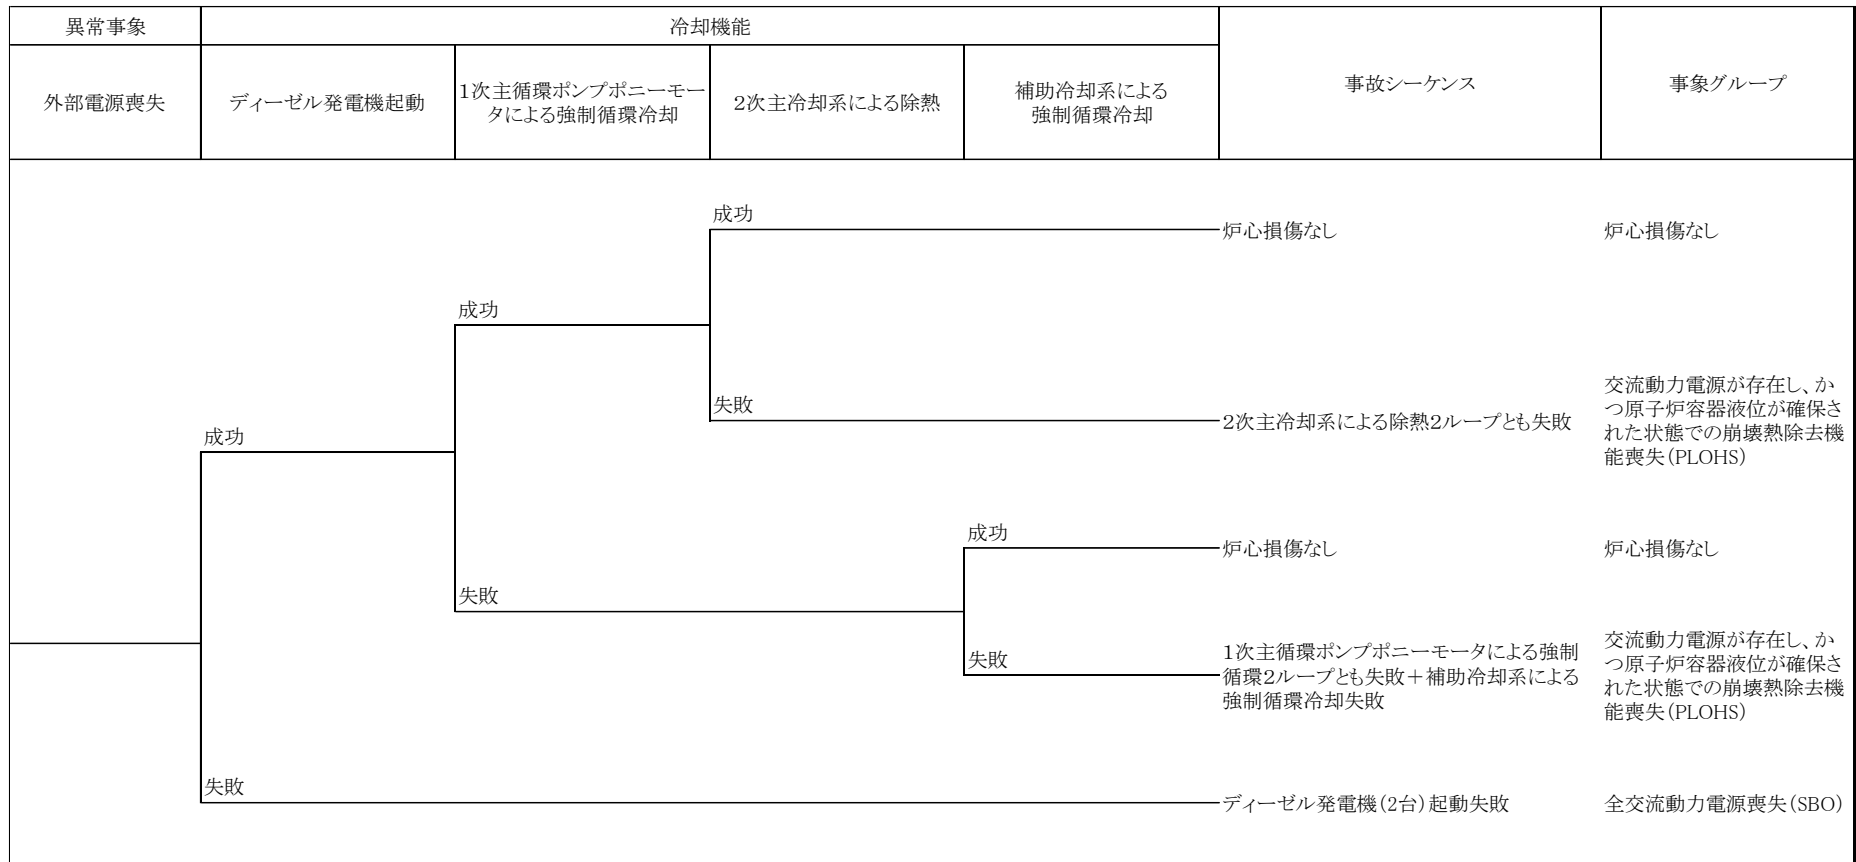 異常事象
冷却機能
外部電源喪失
ディーゼル発電機起動
1次主循環ポンプポニーモー
タによる強制循環冷却
2次主冷却系による除熱
補助冷却系による
強制循環冷却
事故シーケンス
事象グループ
成功
炉心損傷なし
炉心損傷なし
成功
失敗
2次主冷却系による除熱2ループとも失敗
交流動力電源が存在し、か
つ原子炉容器液位が確保さ
れた状態での崩壊熱除去機
能喪失(PLOHS)
成功
成功
炉心損傷なし
炉心損傷なし
失敗
失敗
1次主循環ポンプポニーモータによる強制
循環2ループとも失敗+補助冷却系による
強制循環冷却失敗
交流動力電源が存在し、か
つ原子炉容器液位が確保さ
れた状態での崩壊熱除去機
能喪失(PLOHS)
失敗
ディーゼル発電機(2台)起動失敗
全交流動力電源喪失(SBO)